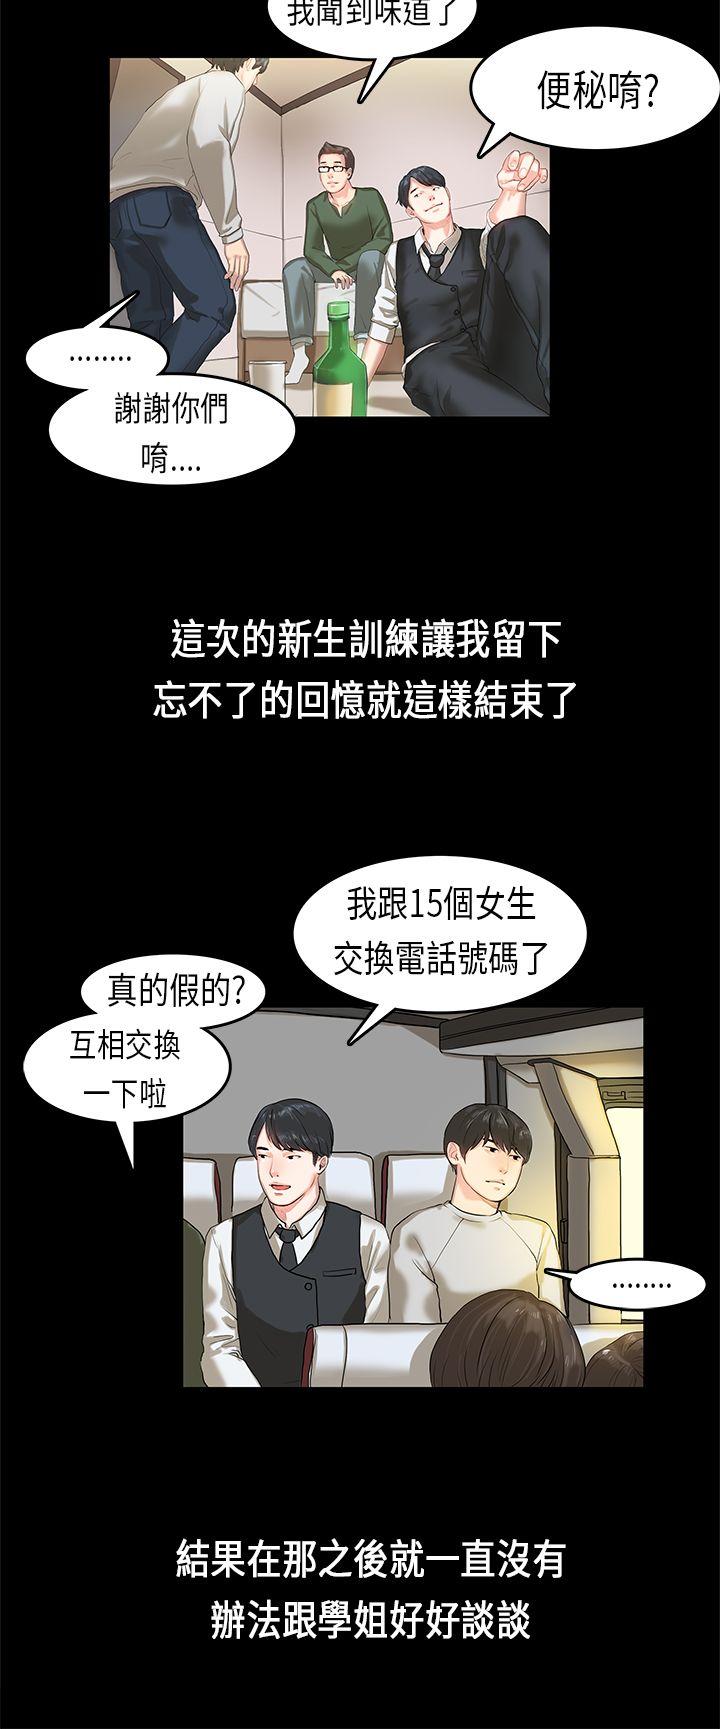 我聞到味道了
便秘唷?
........
謝謝你們
唷....
這次的新生訓練讓我留下
忘不了的回憶就這樣結束了
我跟15個女生
交換電話號碼了
真的假的?
互相交換
一下啦
........
結果在那之後就一直沒有
辦法跟學姐好好談談